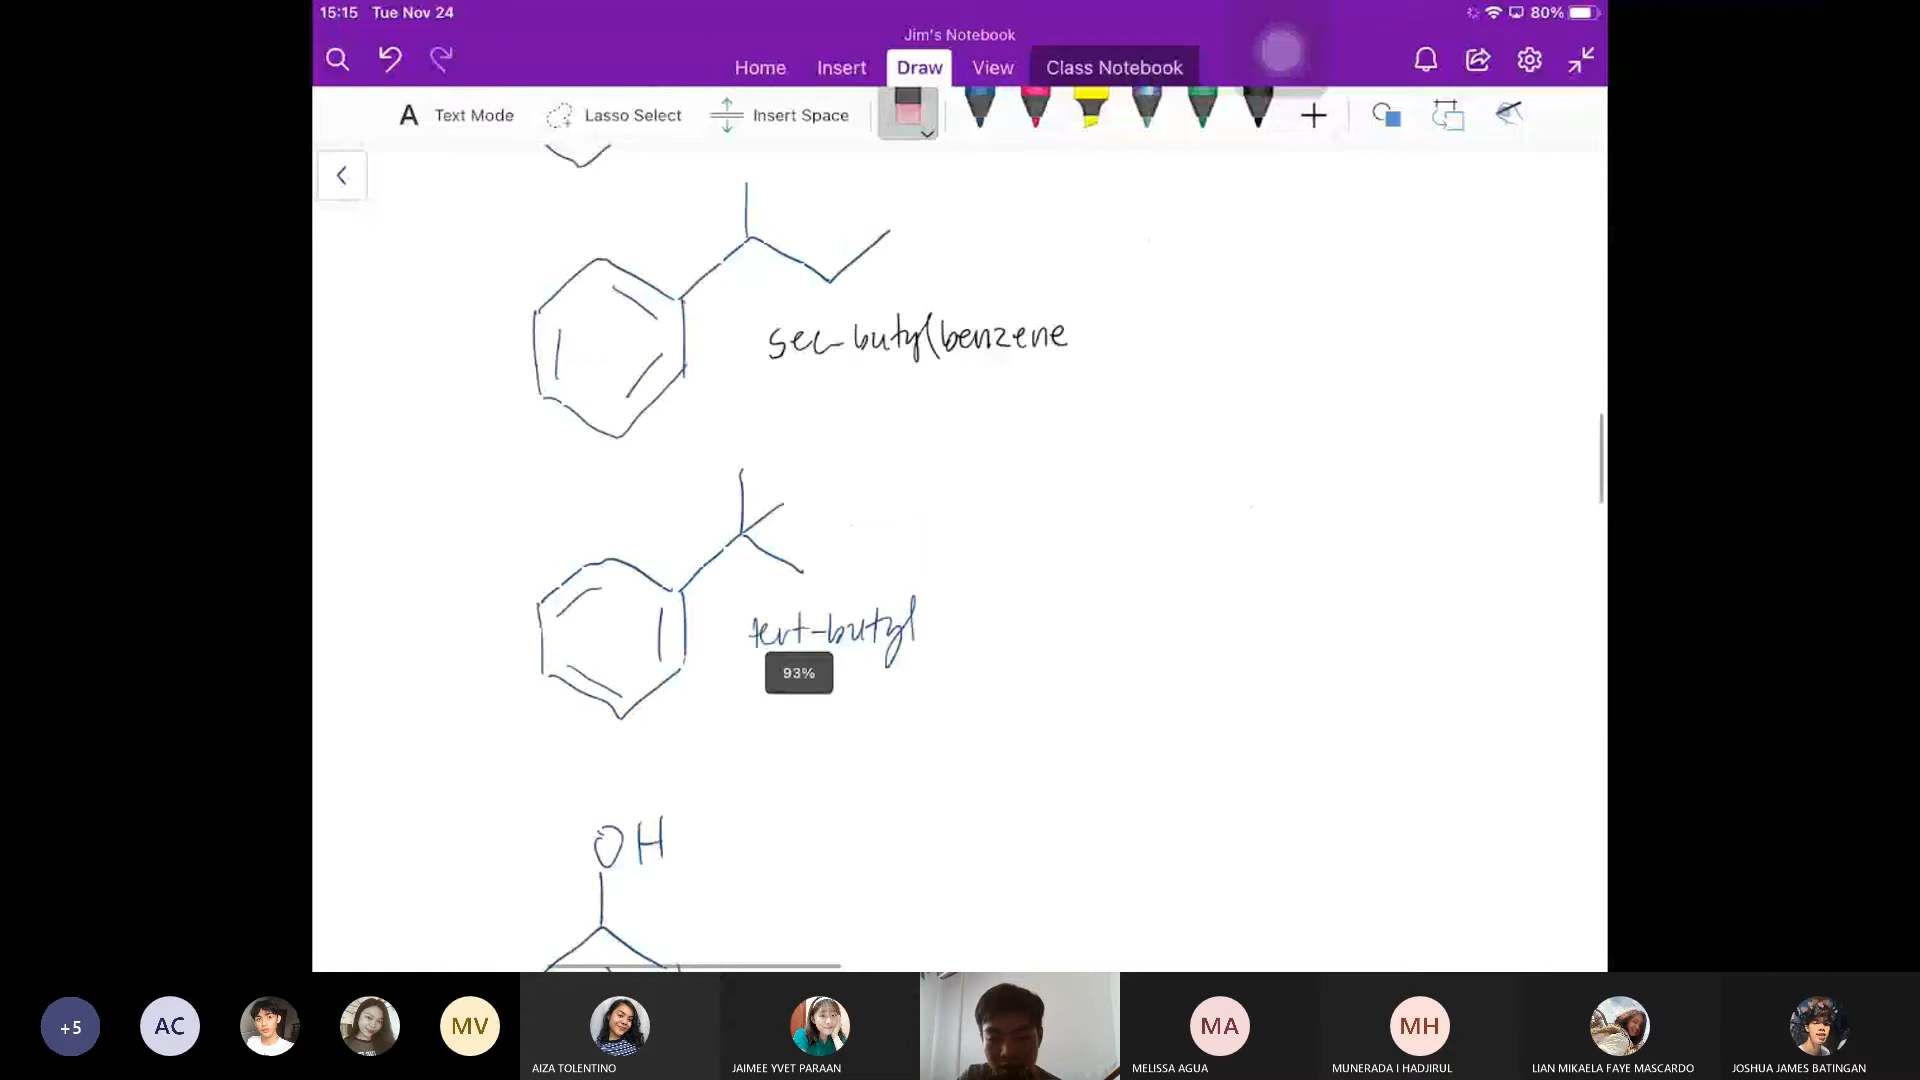 15:15 Tue Nov 24
80%
Jim's Notebook
Home Insert Draw View Class Notebook
A Text Mode Lasso Select Insert Space
sec-butylbenzene
tert-butyl
93%
OH
+5 AC MV MA MH
AIZA TOLENTINO JAIMEE YVET PARAAN MELISSA AGUA MUNERADA I HADJIRUL LIAN MIKAELA FAYE MASCARDO JOSHUA JAMES BATINGAN